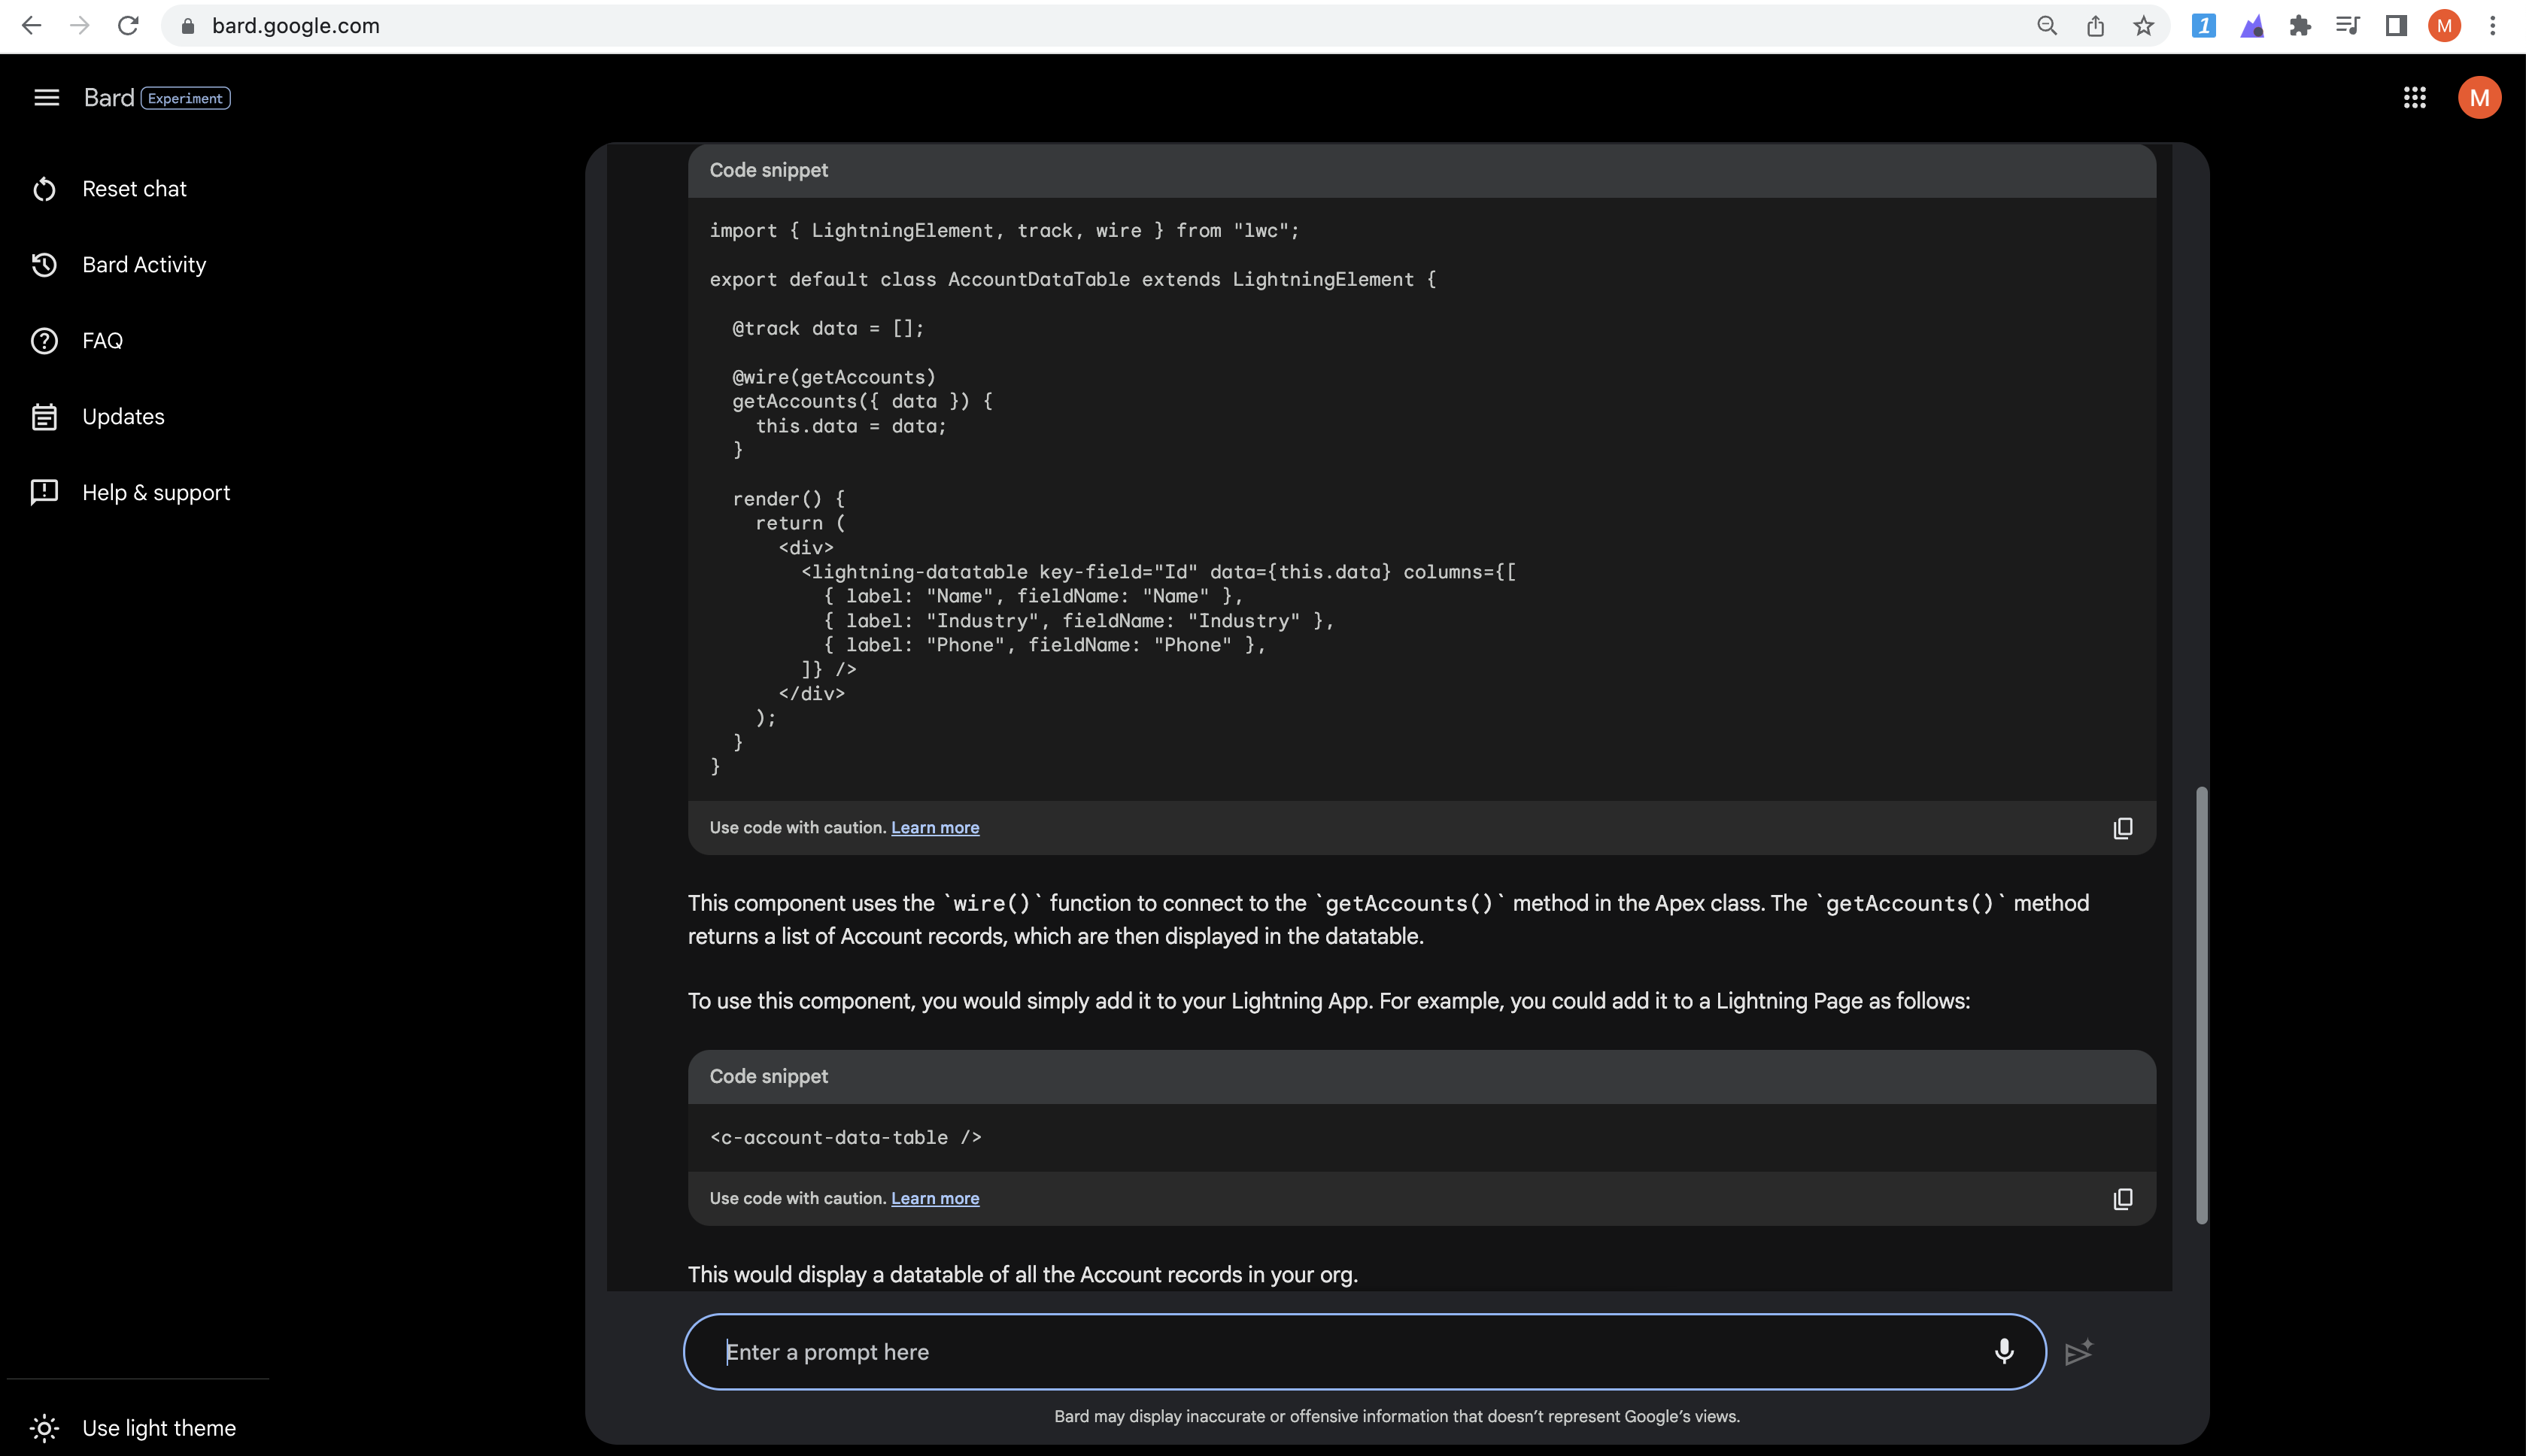 bard.google.com
1
M
Bard Experiment
M
Reset chat
Bard Activity
FAQ
Updates
Help & support
Use light theme
Code snippet
import { LightningElement, track, wire } from "lwc";
export default class AccountDataTable extends LightningElement {
@track data = [];
@wire(getAccounts)
getAccounts({ data }) {
this.data = data;
}
render() {
return (
<div>
<lightning-datatable key-field="Id" data={this.data} columns={[
{ label: "Name", fieldName: "Name" },
{ label: "Industry", fieldName: "Industry" },
{ label: "Phone", fieldName: "Phone" },
]} />
</div>
);
}
}
Use code with caution. Learn more
This component uses the `wire()` function to connect to the `getAccounts()` method in the Apex class. The `getAccounts()` method
returns a list of Account records, which are then displayed in the datatable.
To use this component, you would simply add it to your Lightning App. For example, you could add it to a Lightning Page as follows:
Code snippet
<c-account-data-table />
Use code with caution. Learn more
This would display a datatable of all the Account records in your org.
Enter a prompt here
Bard may display inaccurate or offensive information that doesn't represent Google's views.